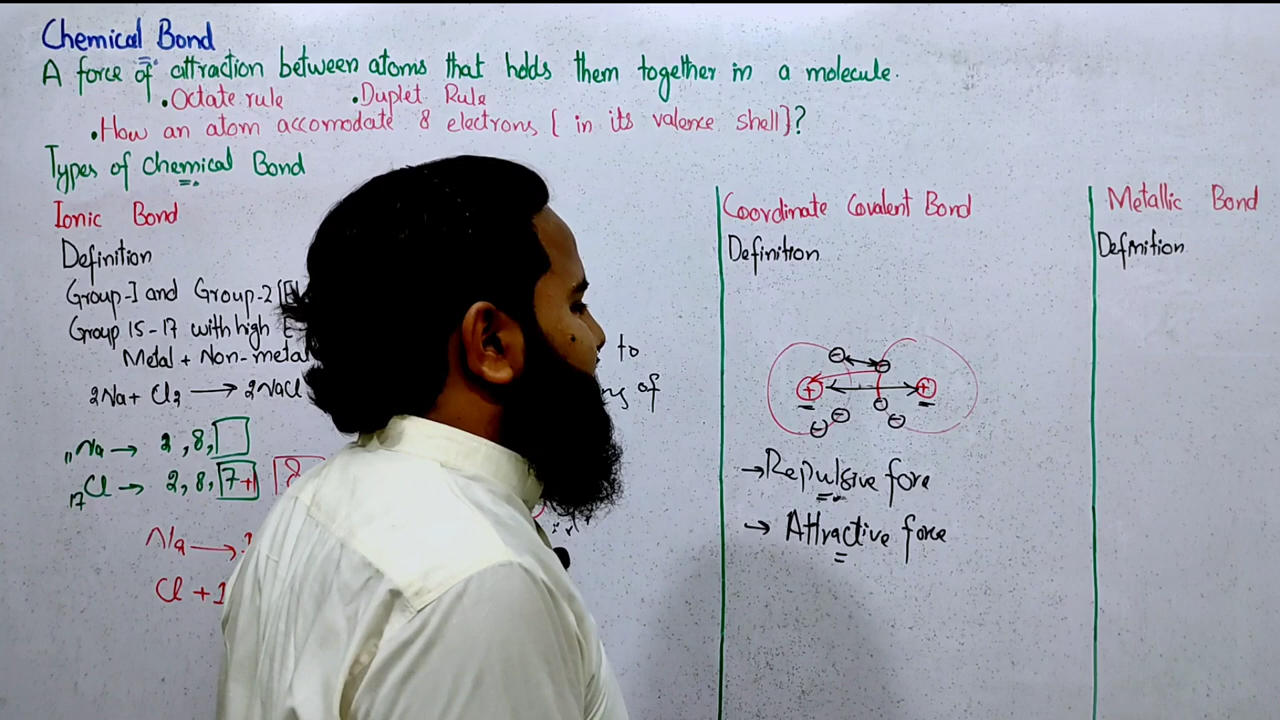 Chemical Bond
A force of attraction between atoms that holds them together in a molecule.
•Octate rule •Duplet Rule
•How an atom accomodate 8 electrons [ in its valence shell]?
Types of Chemical Bond
Ionic Bond
Definition
Group-I and Group-2 [E
Group 15-17 with high E
Metal + Non-metal
2Na + Cl2 → 2NaCl
11Na → 2,8,
17Cl → 2,8,7+1 8
Na →
Cl +1
to
of
Coordinate Covalent Bond
Definition
→Repulsive fore
→ Attractive force
Metallic Bond
Definition